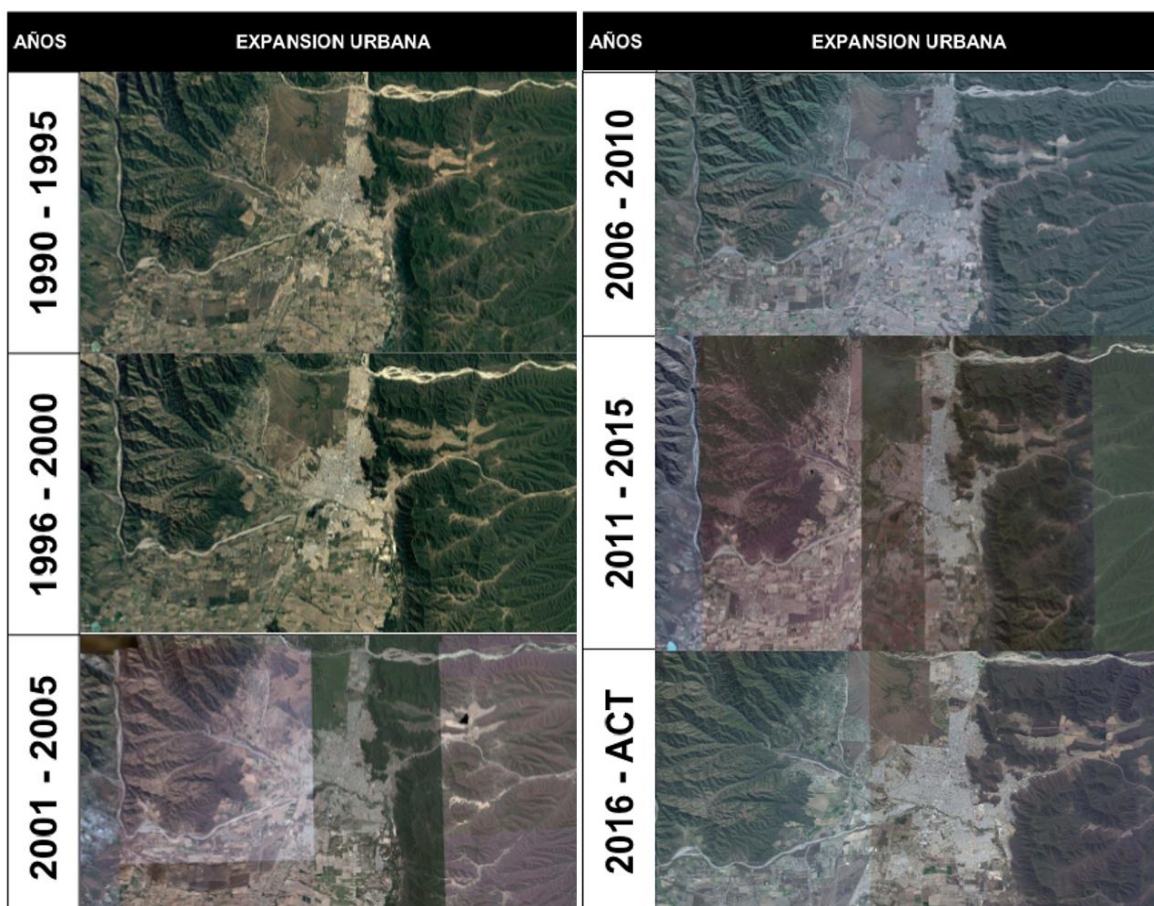 AÑOS EXPANSION URBANA
1990 - 1995
1996 - 2000
2001 - 2005
AÑOS EXPANSION URBANA
2006 - 2010
2011 - 2015
2016 - ACT